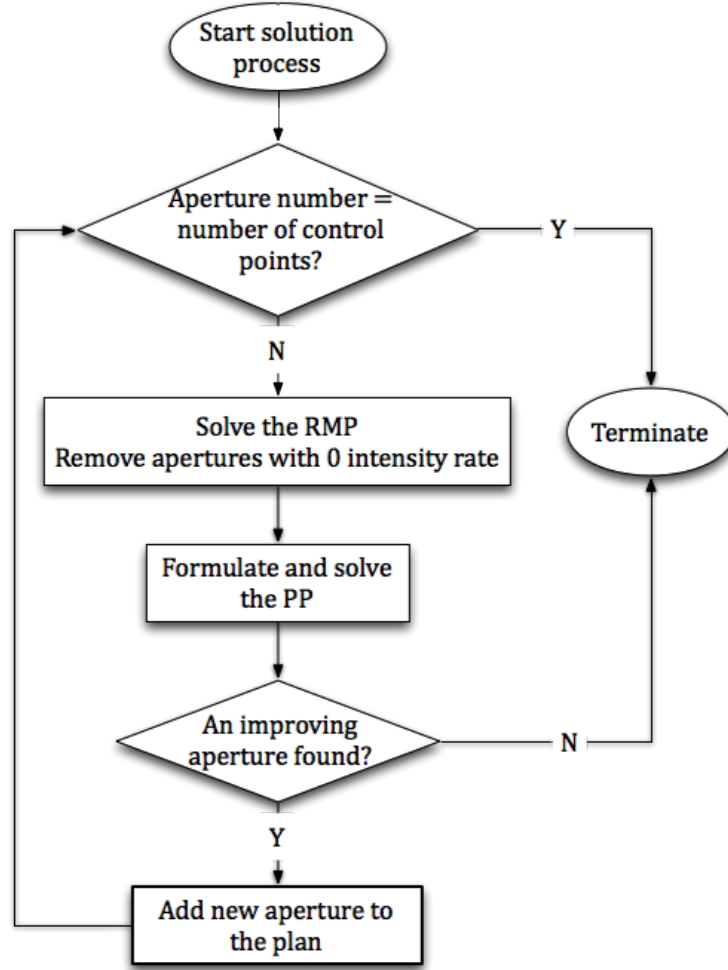 Start solution
process
Aperture number =
number of control
points?
Y
N
Solve the RMP
Remove apertures with 0 intensity rate
Terminate
Formulate and solve
the PP
An improving
aperture found?
N
Y
Add new aperture to
the plan